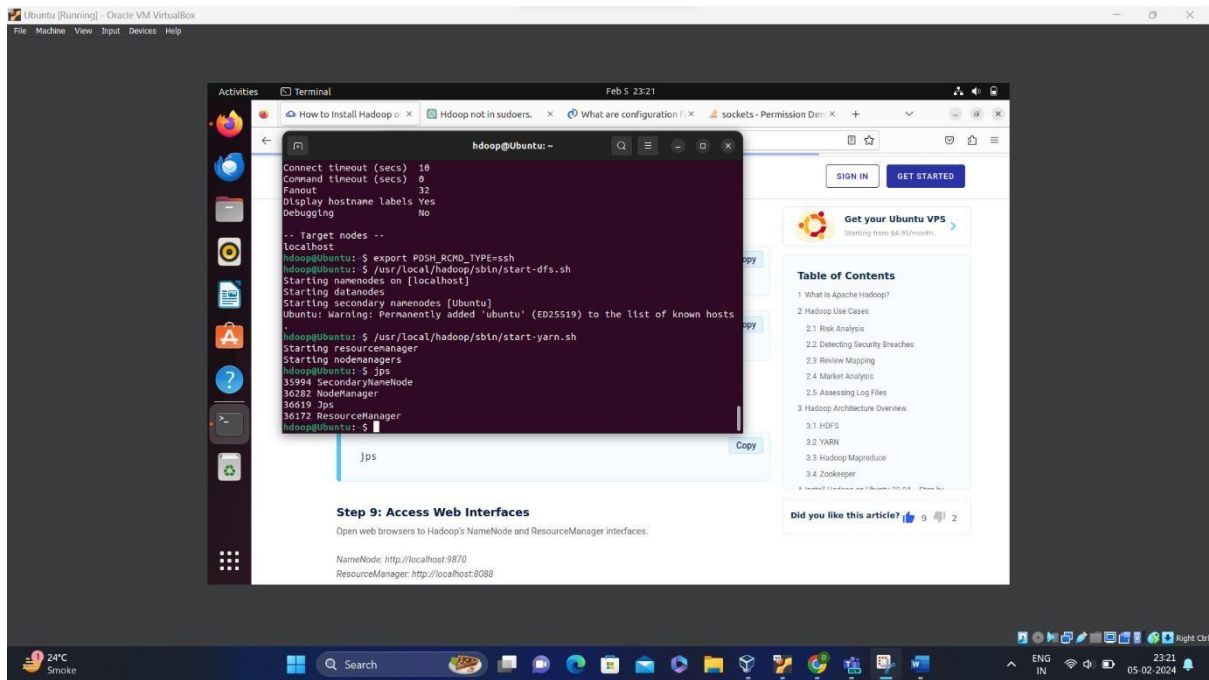 Ubuntu [Running] - Oracle VM VirtualBox
File Machine View Input Devices Help
Activities Terminal Feb 5 23:21
How to Install Hadoop o
Hdoop not in sudoers.
What are configuration Fi
sockets - Permission Deni
hdoop@Ubuntu: ~
Connect timeout (secs) 10
Command timeout (secs) 0
Fanout 32
Display hostname labels Yes
Debugging No
-- Target nodes --
localhost
hdoop@Ubuntu:~$ export PDSH_RCMD_TYPE=ssh
hdoop@Ubuntu:~$ /usr/local/hadoop/sbin/start-dfs.sh
Starting namenodes on [localhost]
Starting datanodes
Starting secondary namenodes [Ubuntu]
Ubuntu: Warning: Permanently added 'ubuntu' (ED25519) to the list of known hosts
.
hdoop@Ubuntu:~$ /usr/local/hadoop/sbin/start-yarn.sh
Starting resourcemanager
Starting nodemanagers
hdoop@Ubuntu:~$ jps
35994 SecondaryNameNode
36282 NodeManager
36619 Jps
36172 ResourceManager
hdoop@Ubuntu:~$
SIGN IN
GET STARTED
Get your Ubuntu VPS
Starting from $4.95/month.
opy
opy
Copy
jps
Table of Contents
1 What is Apache Hadoop?
2 Hadoop Use Cases
2.1 Risk Analysis
2.2 Detecting Security Breaches
2.3 Review Mapping
2.4 Market Analysis
2.5 Assessing Log Files
3 Hadoop Architecture Overview
3.1 HDFS
3.2 YARN
3.3 Hadoop Mapreduce
3.4 Zookeeper
Did you like this article? 9 2
Step 9: Access Web Interfaces
Open web browsers to Hadoop's NameNode and ResourceManager interfaces.
NameNode: http://localhost:9870
ResourceManager: http://localhost:8088
Right Ctrl
1
24°C
Smoke
Search
ENG
IN
23:21
05-02-2024